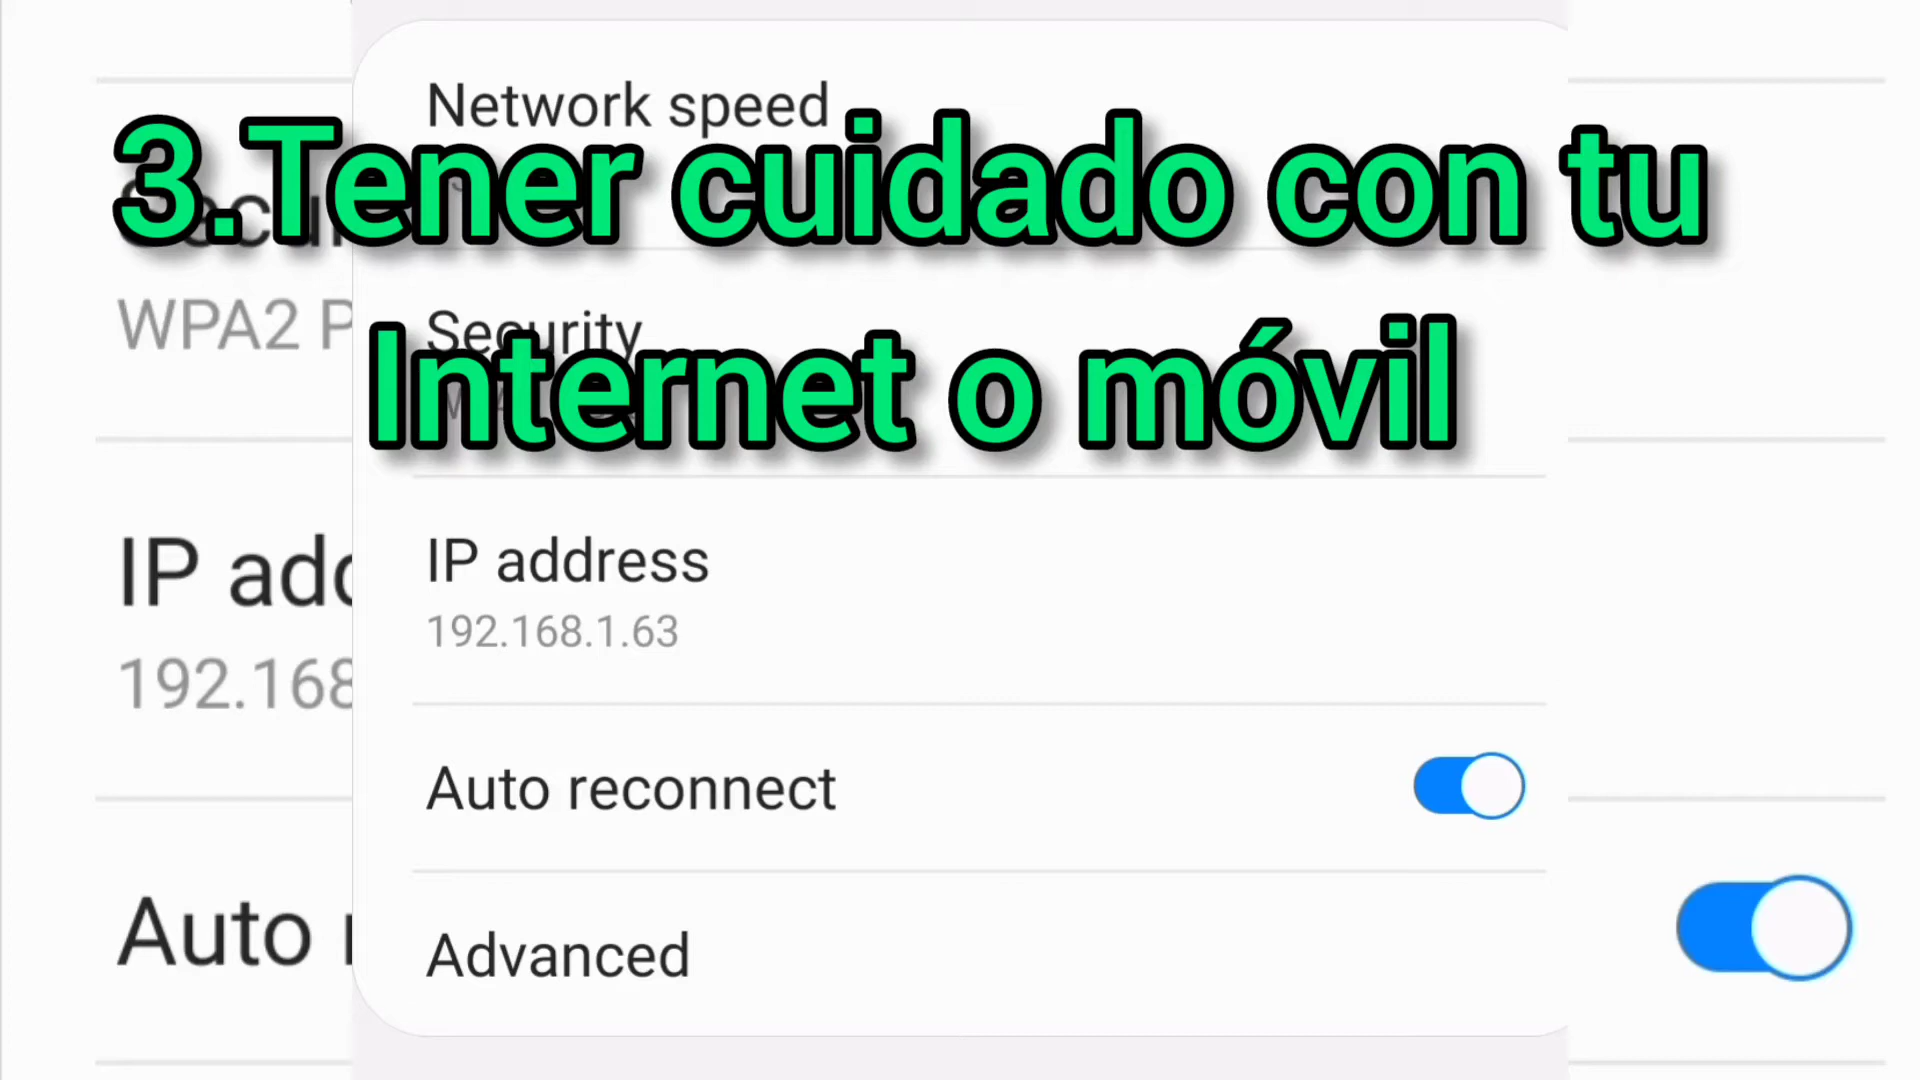 Network speed
3.Tener cuidado con tu
WPA2 P
Security
Internet o móvil
IP address
192.168.1.63
Auto reconnect
Advanced
IP add
192.168
Auto r